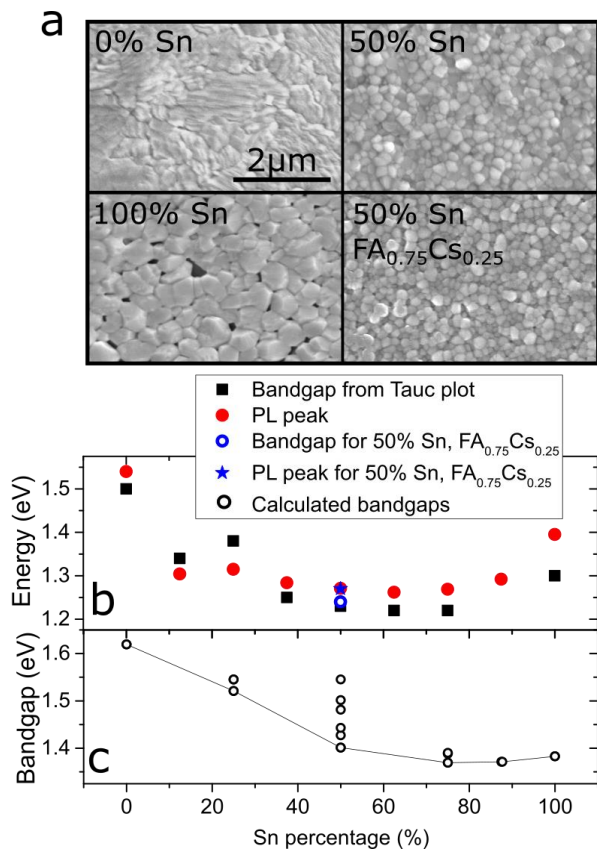 a
0% Sn
50% Sn
2μm
100% Sn
50% Sn
FA0.75Cs0.25
Bandgap from Tauc plot
PL peak
Bandgap for 50% Sn, FA0.75Cs0.25
PL peak for 50% Sn, FA0.75Cs0.25
Calculated bandgaps
Energy (eV)
1.5
1.4
1.3
1.2
b
Bandgap (eV)
1.6
1.5
1.4
c
0 20 40 60 80 100
Sn percentage (%)